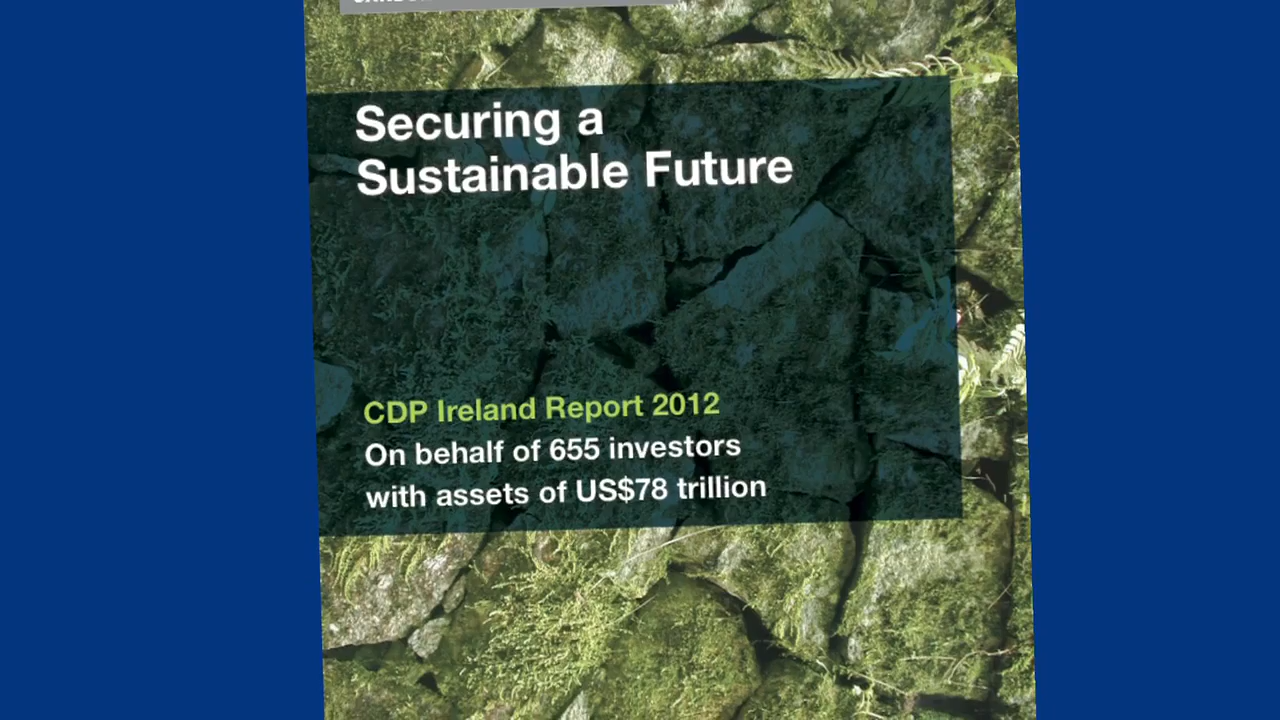 Securing a
Sustainable Future
CDP Ireland Report 2012
On behalf of 655 investors
with assets of US$78 trillion